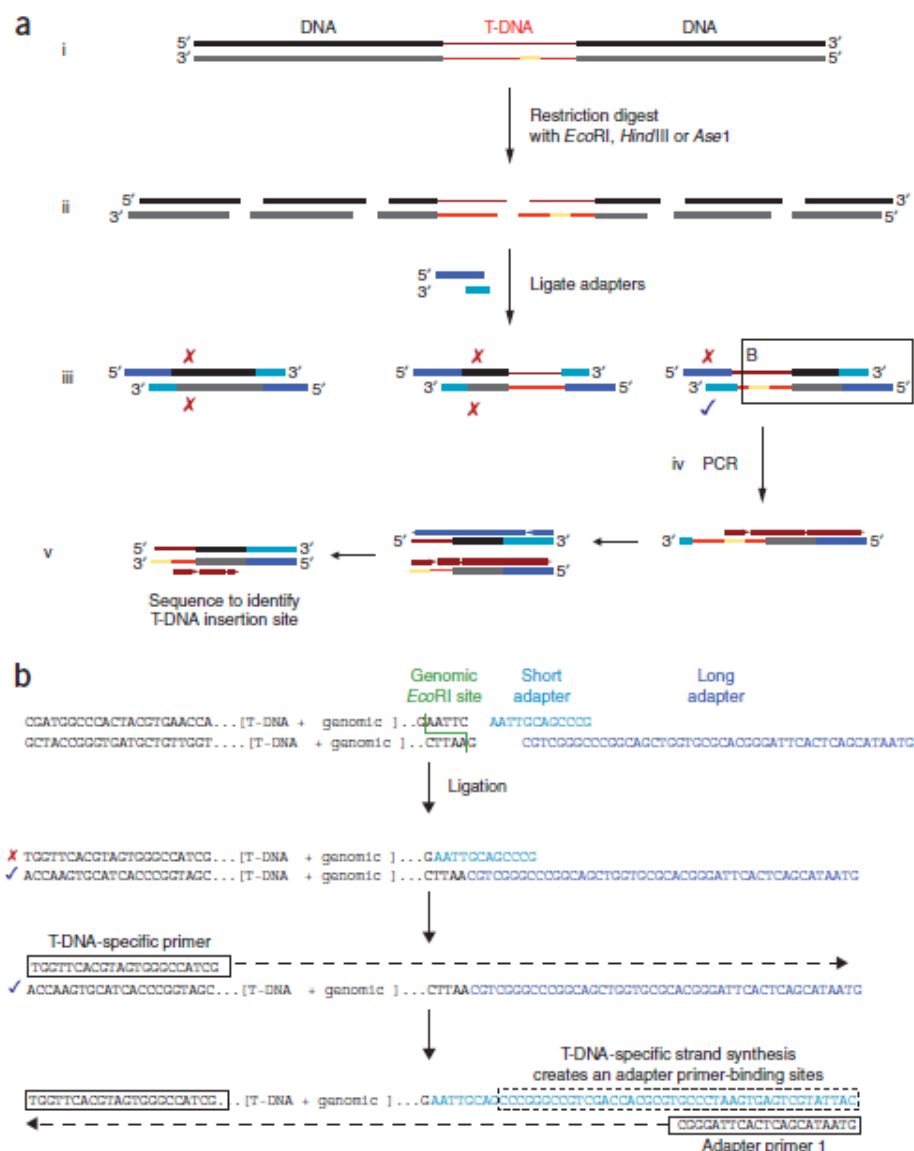 a
DNA T-DNA DNA
i 5′ 3′
3′ 5′
Restriction digest
with EcoRI, HindIII or Ase1
ii 5′ 3′
3′ 5′
5′
3′
Ligate adapters
iii 5′ 3′ 5′ 3′ 5′ B 3′
3′ 5′ 3′ 5′ 3′ 5′
iv PCR
v 5′ 3′ 5′ 3′ 3′ 5′
3′ 5′ 3′ 5′
Sequence to identify
T-DNA insertion site
b
Genomic Short Long
EcoRI site adapter adapter
CGATGGCCCACTACGTGAACCA...[T-DNA + genomic ]..GAATTC AATTGCAGCCCG
GCTACCGGGTGATGCTGTTGGT....[T-DNA + genomic ]..CTTAAG CGTCGGGCCCGGCAGCTGGTGCGCACGGGATTCACTCAGCATAATG
Ligation
✗ TGGTTCACGTAGTGGGCCATCG...[T-DNA + genomic ]...GAATTGCAGCCCG
✓ ACCAAGTGCATCACCCGGTAGC...[T-DNA + genomic ]...CTTAACGTCGGGCCCGGCAGCTGGTGCGCACGGGATTCACTCAGCATAATG
T-DNA-specific primer
TGGTTCACGTAGTGGGCCATCG
✓ ACCAAGTGCATCACCCGGTAGC...[T-DNA + genomic ]...CTTAACGTCGGGCCCGGCAGCTGGTGCGCACGGGATTCACTCAGCATAATG
T-DNA-specific strand synthesis
creates an adapter primer-binding sites
TGGTTCACGTAGTGGGCCATCG...[T-DNA + genomic ]...GAATTGCAGCCCGGGCCGTCGACCACGCGTGCCCTAAGTGAGTCGTATTAC
CGGGATTCACTCAGCATAATG
Adapter primer 1